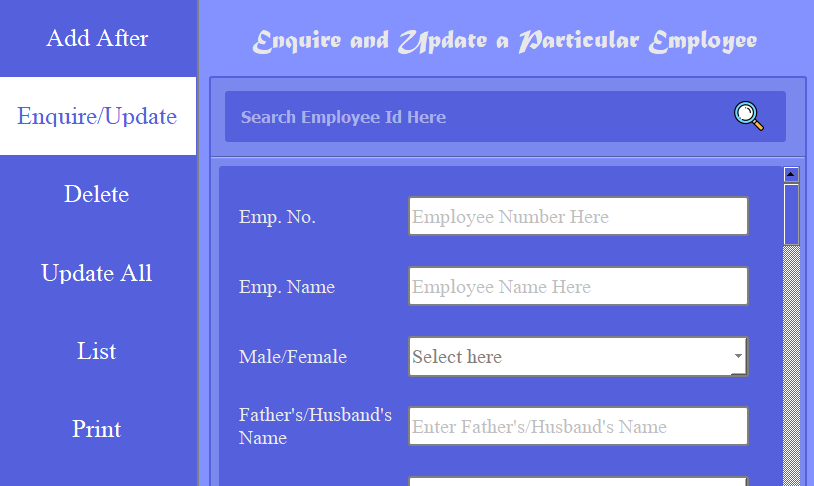 Add After
Enquire/Update
Delete
Update All
List
Print
Enquire and Update a Particular Employee
Search Employee Id Here
Emp. No.
Employee Number Here
Emp. Name
Employee Name Here
Male/Female
Select here
Father's/Husband's
Name
Enter Father's/Husband's Name